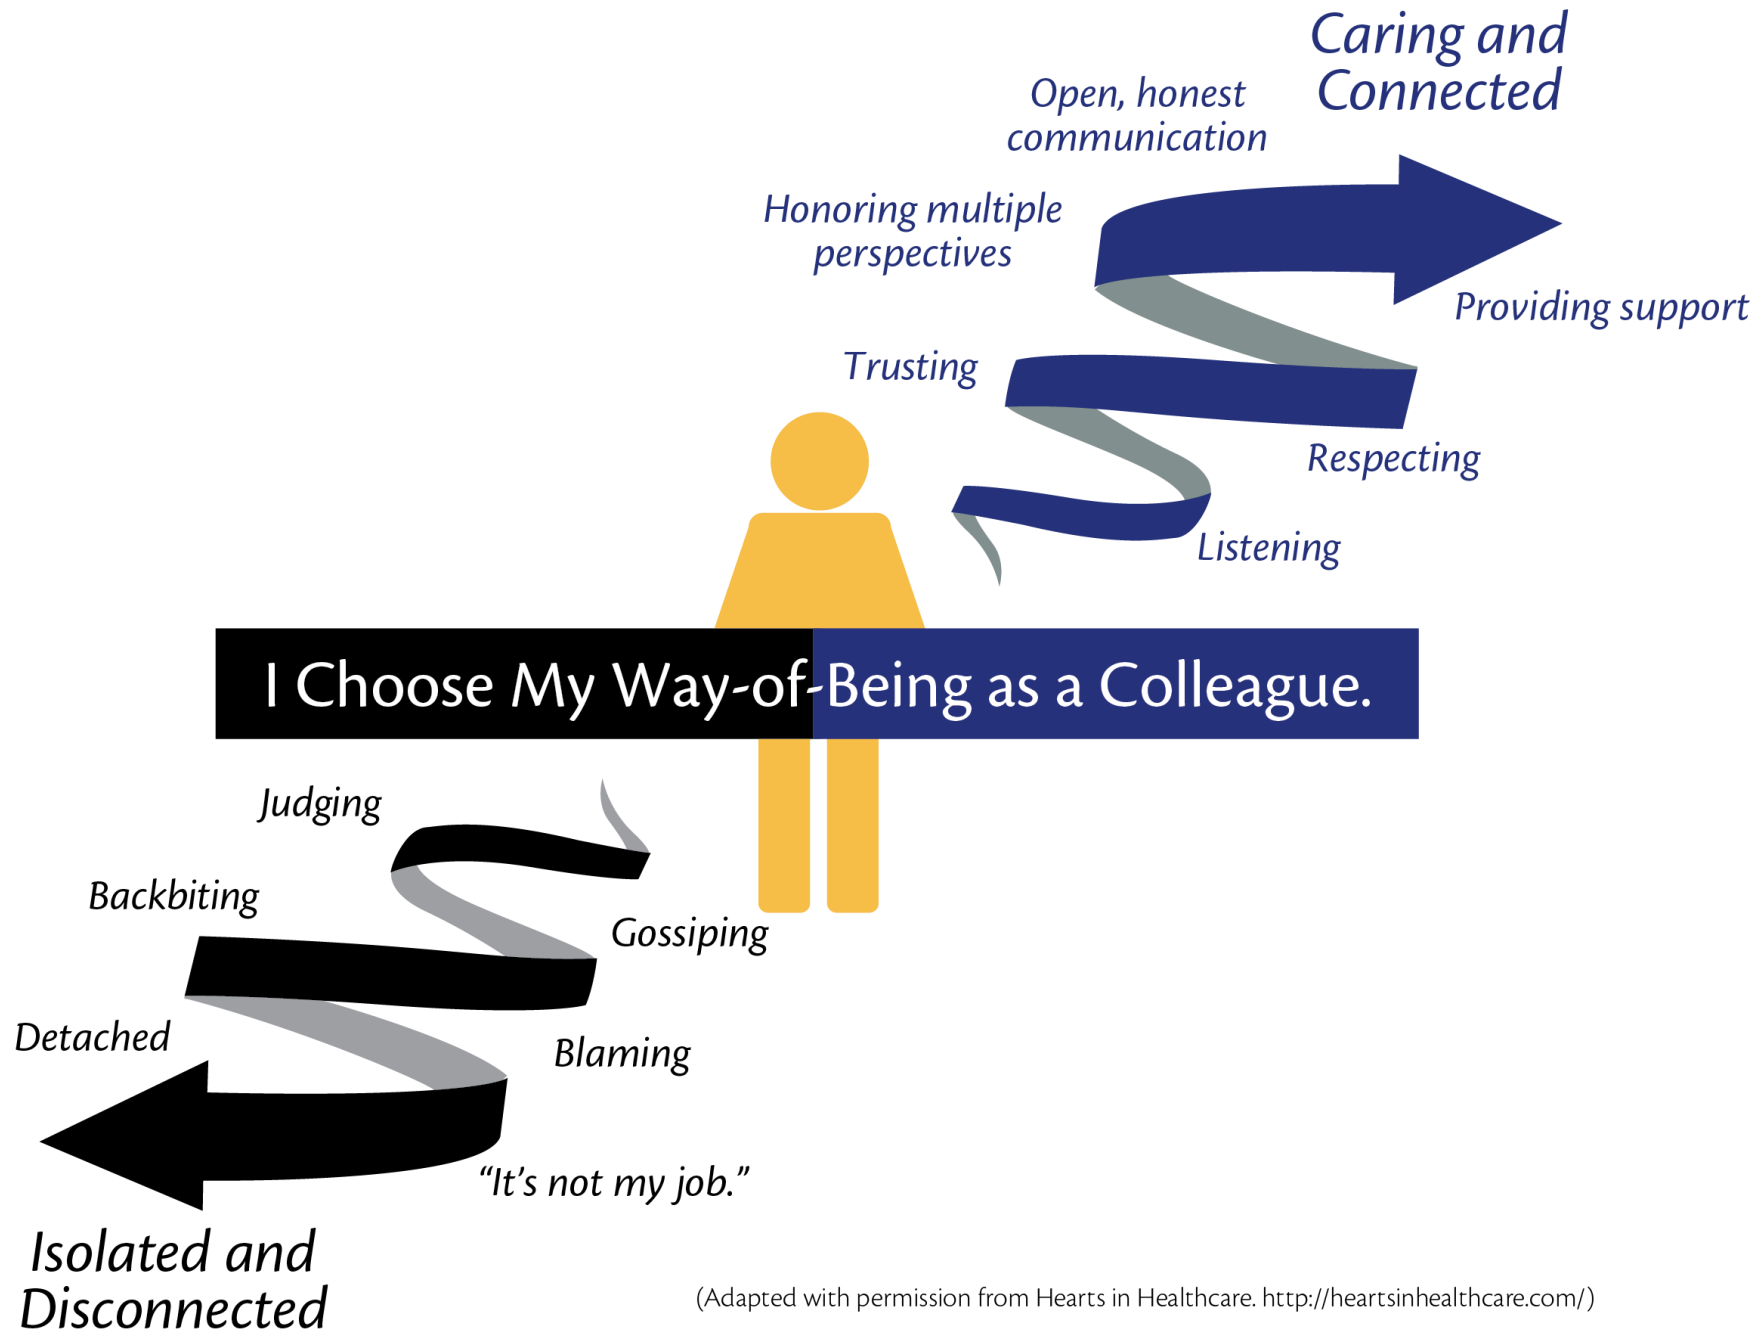 Caring and
Connected
Open, honest
communication
Honoring multiple
perspectives
Providing support
Trusting
Respecting
Listening
I Choose My Way-of-Being as a Colleague.
Judging
Backbiting
Gossiping
Detached
Blaming
“It’s not my job.”
Isolated and
Disconnected
(Adapted with permission from Hearts in Healthcare. http://heartsinhealthcare.com/)